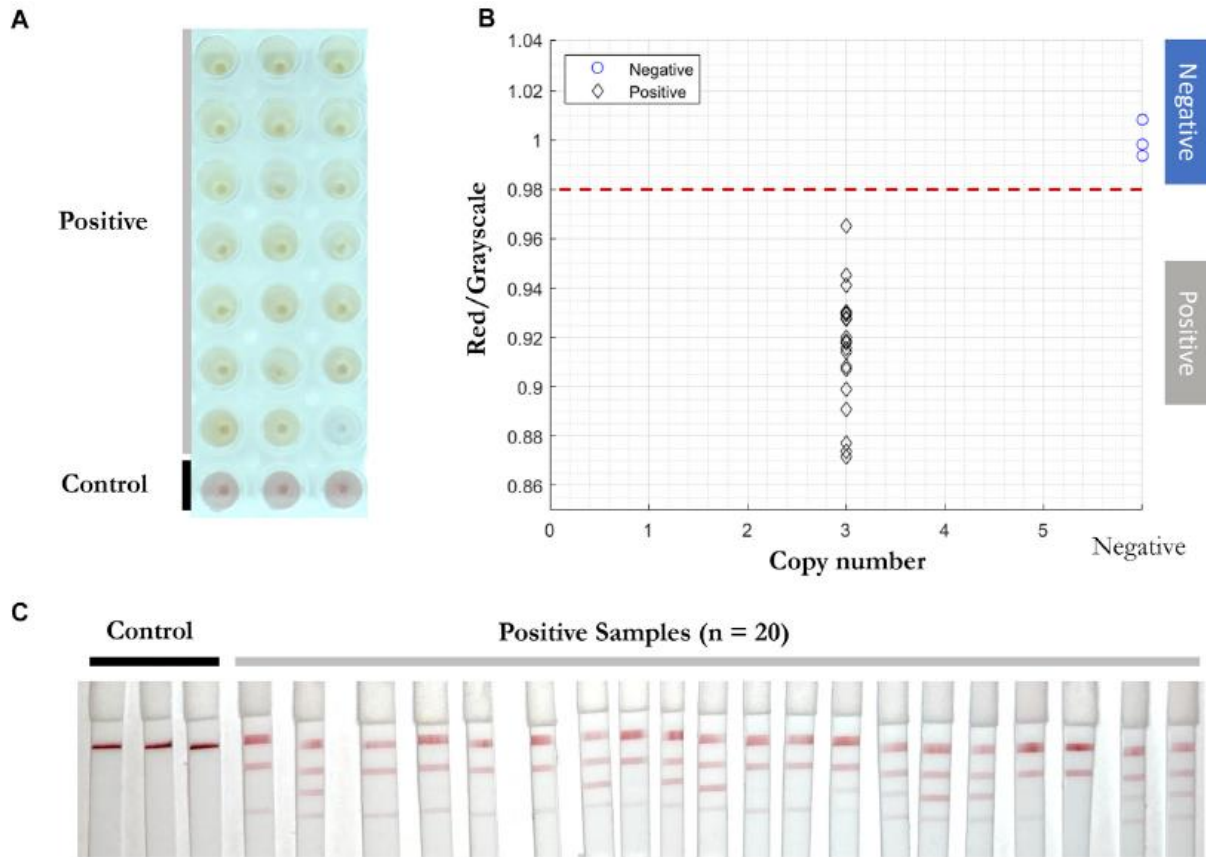 A
Positive
Control
B
1.04
1.02
1
0.98
0.96
0.94
0.92
0.9
0.88
0.86
Red/Grayscale
Negative
Positive
0 1 2 3 4 5 Negative
Copy number
Negative
Positive
C
Control Positive Samples (n = 20)